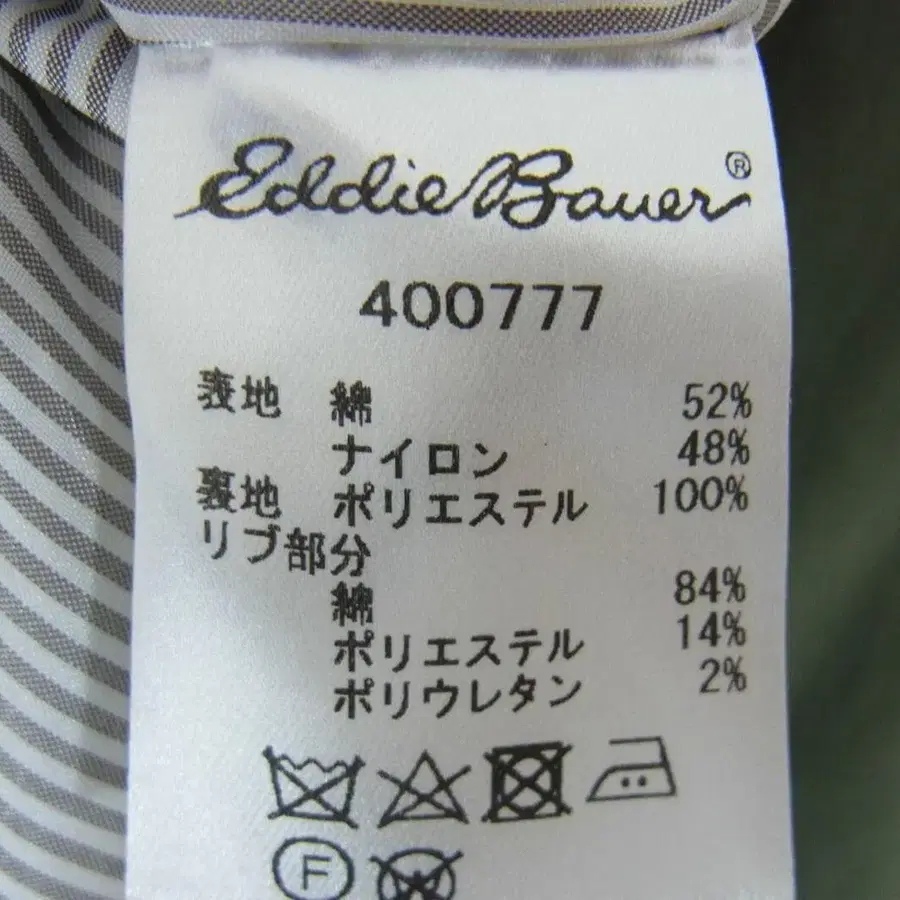 Eddie Bauer®
400777
表地 綿 52%
ナイロン 48%
裏地 ポリエステル 100%
リブ部分
綿 84%
ポリエステル 14%
ポリウレタン 2%
F